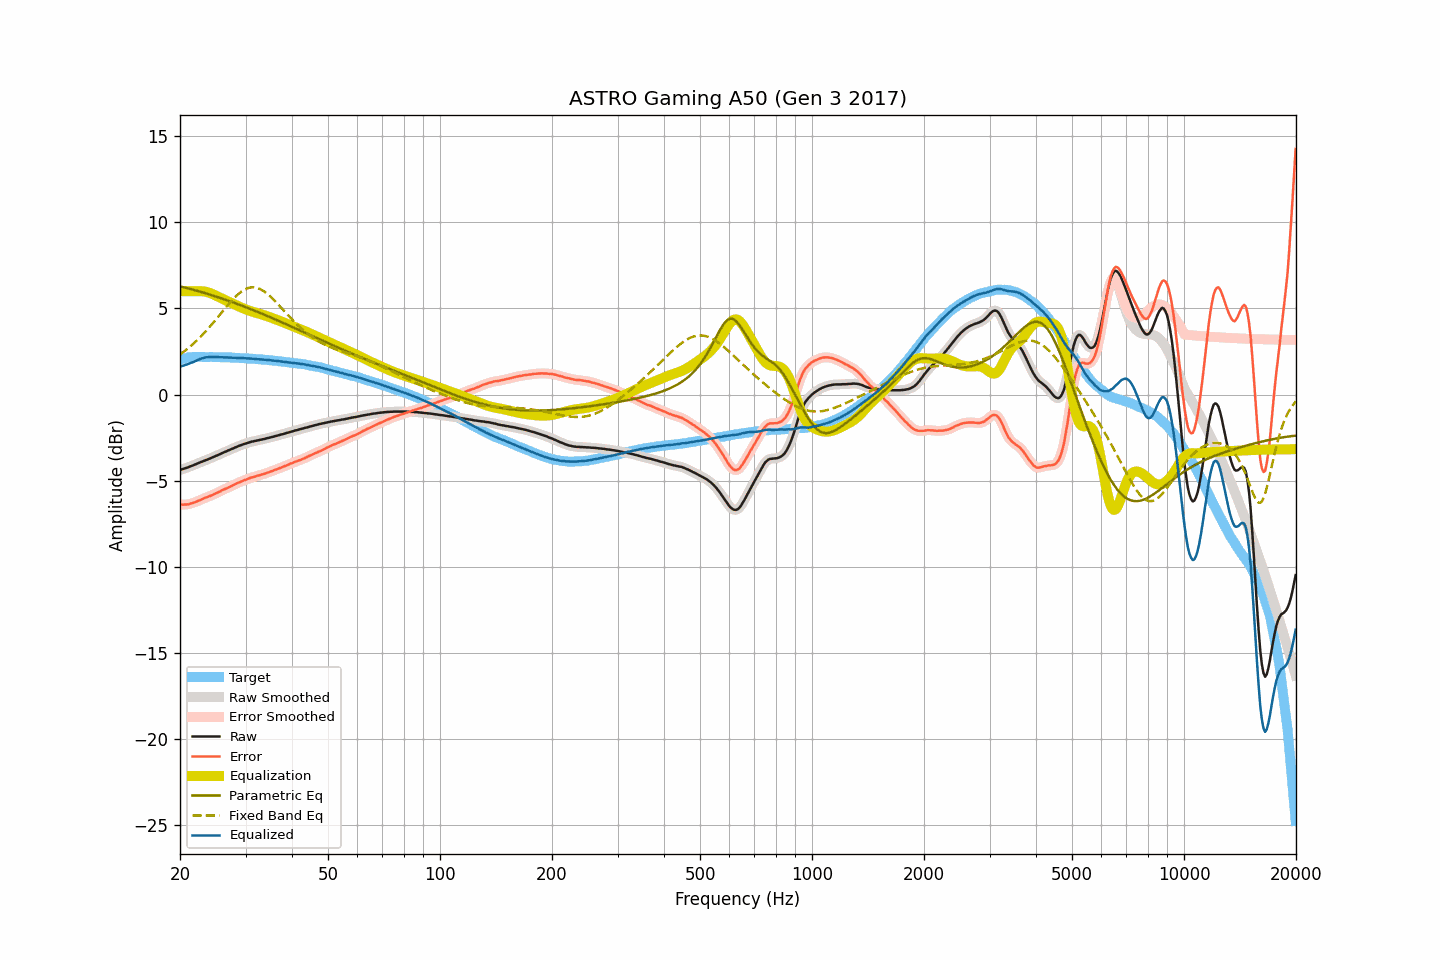 ASTRO Gaming A50 (Gen 3 2017)
15
10
5
0
−5
−10
−15
−20
−25
Amplitude (dBr)
Target
Raw Smoothed
Error Smoothed
Raw
Error
Equalization
Parametric Eq
Fixed Band Eq
Equalized
20 50 100 200 500 1000 2000 5000 10000 20000
Frequency (Hz)